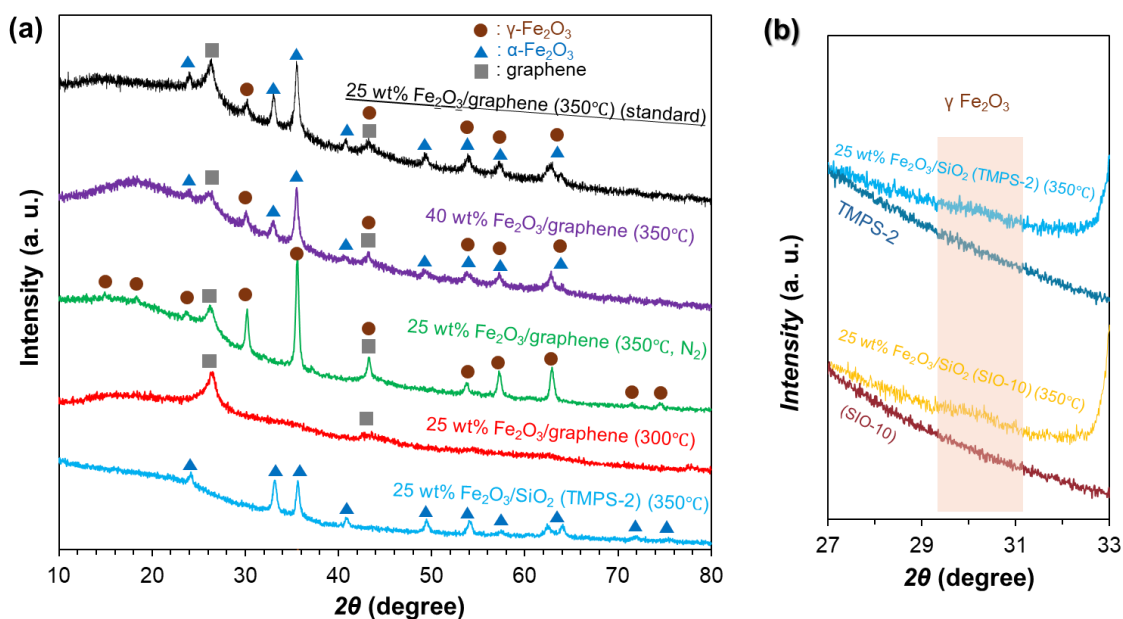 (a)
: γ-Fe₂O₃
: α-Fe₂O₃
: graphene
25 wt% Fe₂O₃/graphene (350℃) (standard)
40 wt% Fe₂O₃/graphene (350℃)
25 wt% Fe₂O₃/graphene (350℃, N₂)
25 wt% Fe₂O₃/graphene (300℃)
25 wt% Fe₂O₃/SiO₂ (TMPS-2) (350℃)
Intensity (a. u.)
10 20 30 40 50 60 70 80
2θ (degree)
(b)
γ Fe₂O₃
25 wt% Fe₂O₃/SiO₂ (TMPS-2) (350℃)
TMPS-2
25 wt% Fe₂O₃/SiO₂ (SIO-10) (350℃)
(SIO-10)
Intensity (a. u.)
27 29 31 33
2θ (degree)